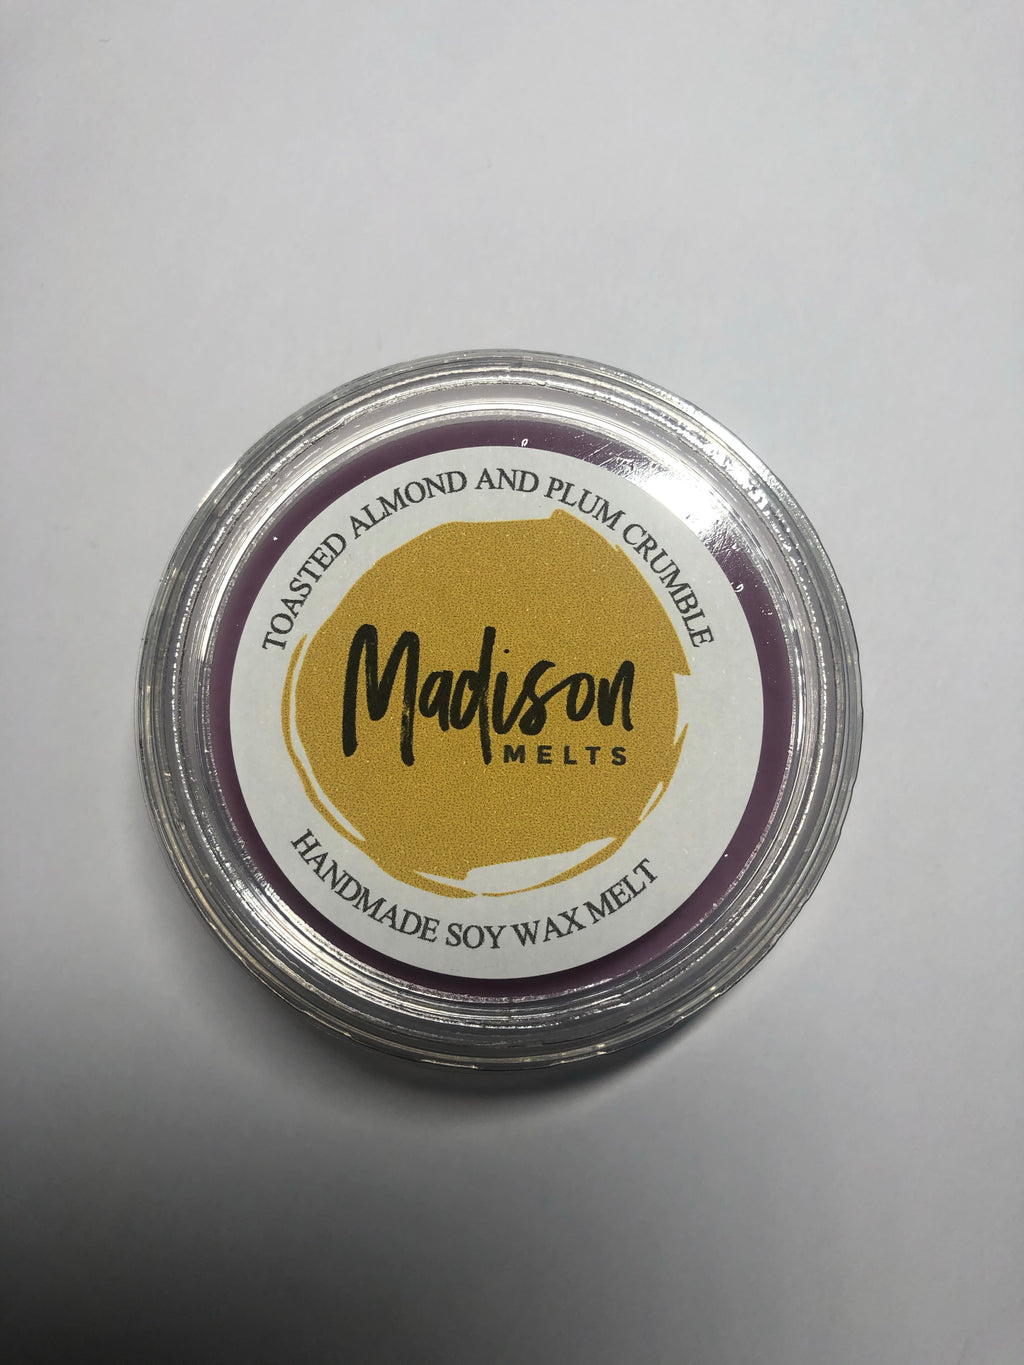 TOASTED ALMOND AND PLUM CRUMBLE
Madison
MELTS
HANDMADE SOY WAX MELT